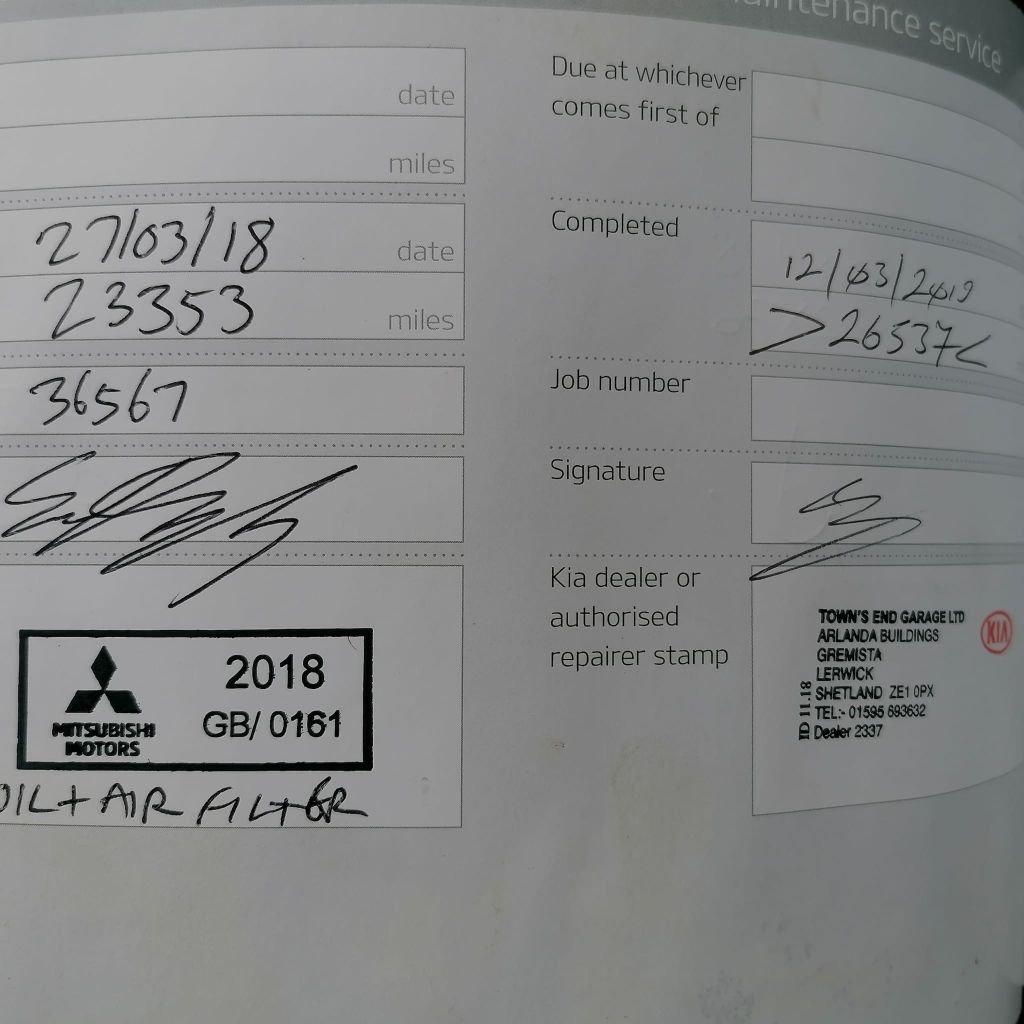 maintenance service
date
miles
27/03/18 date
23353 miles
36567
MITSUBISHI
MOTORS
2018
GB/ 0161
OIL + AIR FILTER
Due at whichever
comes first of
Completed
12/03/2019
>26537<
Job number
Signature
Kia dealer or
authorised
repairer stamp
TOWN'S END GARAGE LTD
ARLANDA BUILDINGS
GREMISTA
LERWICK
SHETLAND ZE1 0PX
TEL:- 01595 693632
Dealer 2337
ID 11.18
KIA